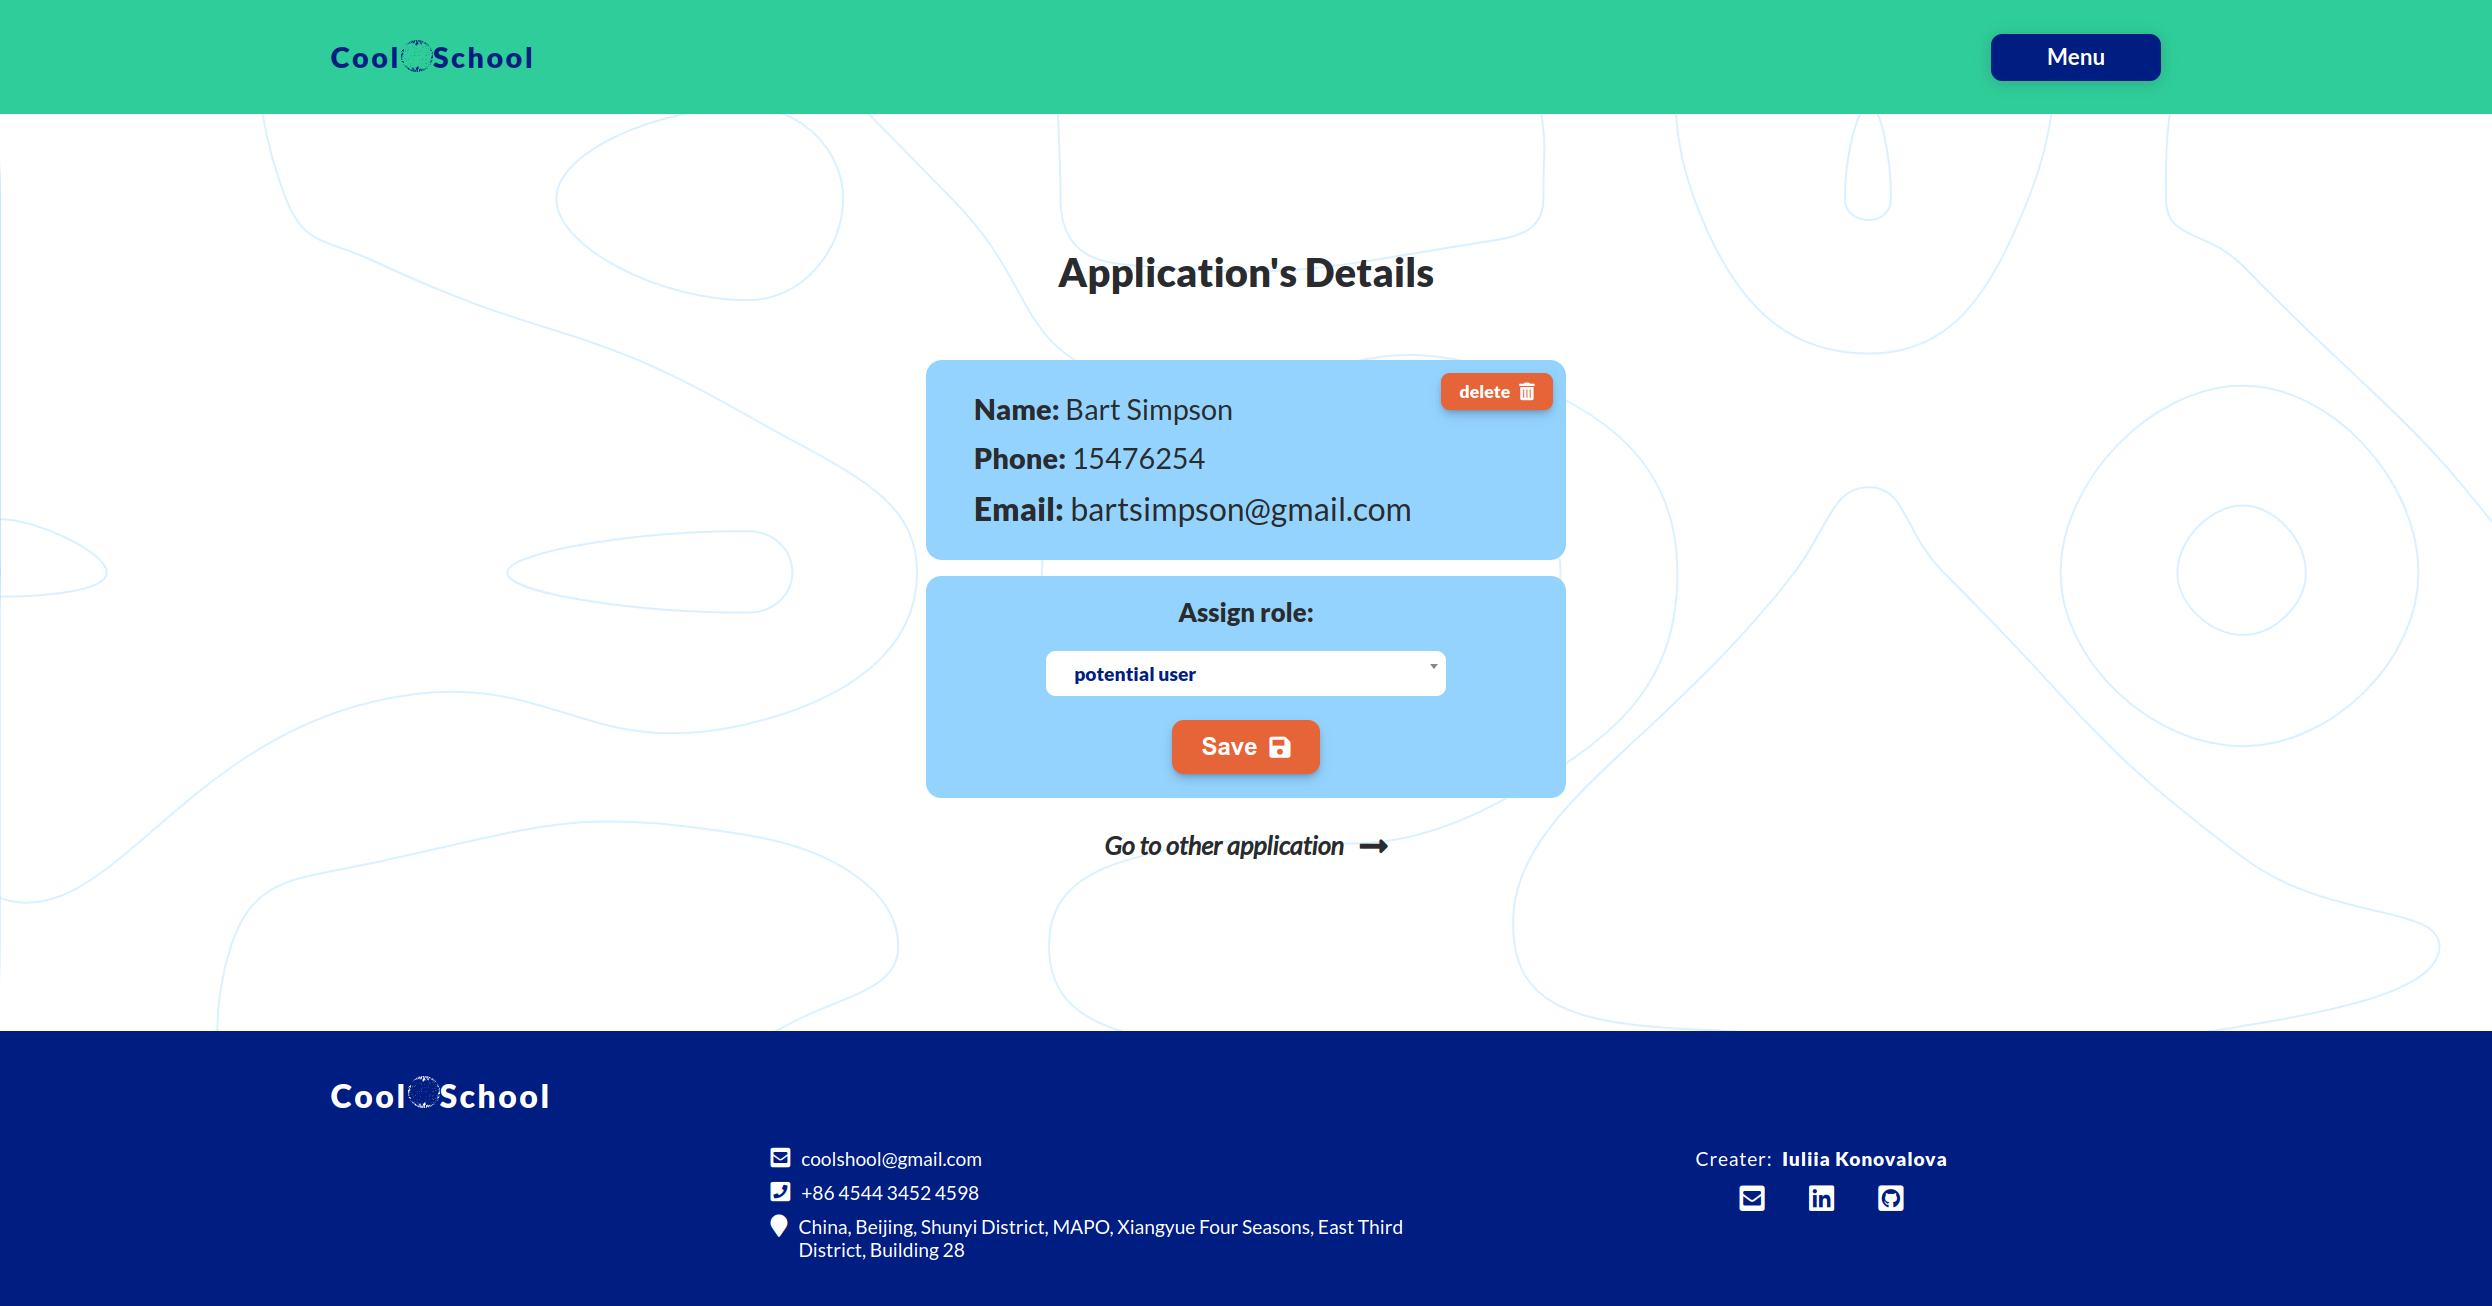 Cool School
Menu
Application's Details
Name: Bart Simpson
delete
Phone: 15476254
Email: bartsimpson@gmail.com
Assign role:
potential user
Save
Go to other application
Cool School
coolshool@gmail.com
+86 4544 3452 4598
China, Beijing, Shunyi District, MAPO, Xiangyue Four Seasons, East Third
District, Building 28
Creater: Iuliia Konovalova